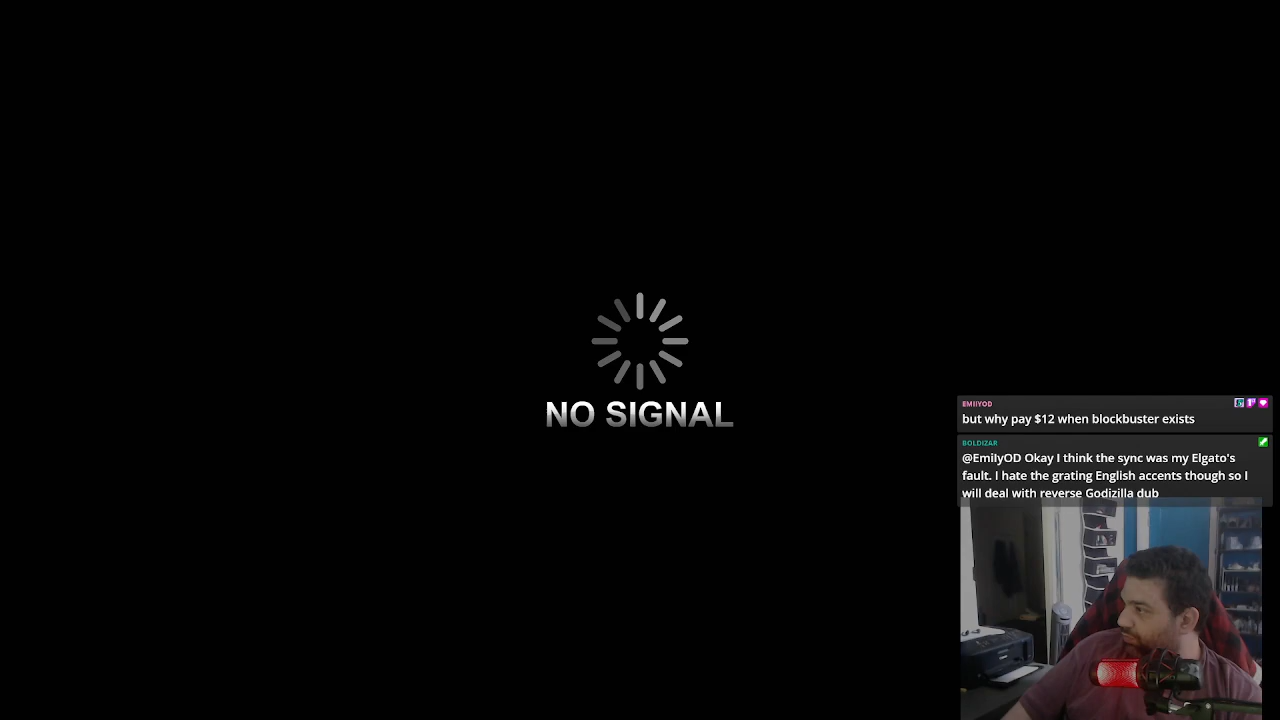 NO SIGNAL
EMIIYOD
but why pay $12 when blockbuster exists
BOLDIZAR
@EmiIyOD Okay I think the sync was my Elgato's
fault. I hate the grating English accents though so I
will deal with reverse Godizilla dub